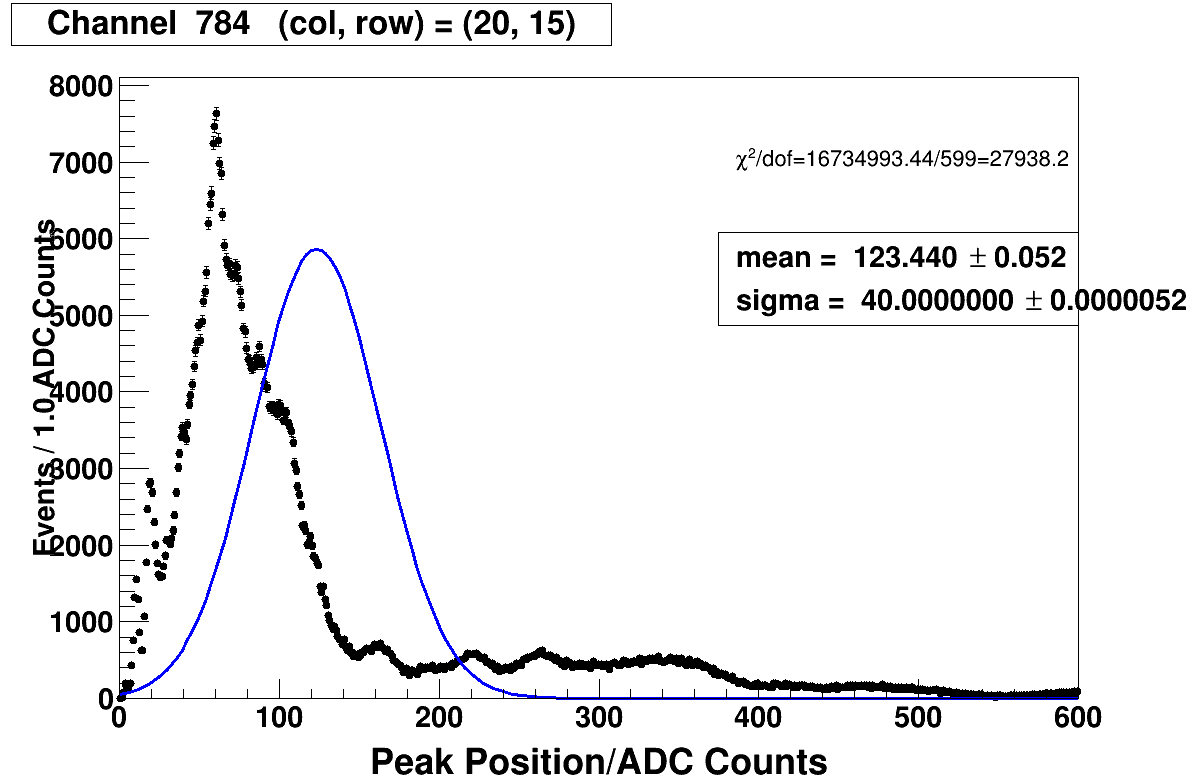 Channel 784 (col, row) = (20, 15)
8000
7000
6000
5000
4000
3000
2000
1000
0
Events / 1.0 ADC Counts
χ²/dof=16734993.44/599=27938.2
mean = 123.440 ± 0.052
sigma = 40.0000000 ± 0.0000052
0 100 200 300 400 500 600
Peak Position/ADC Counts